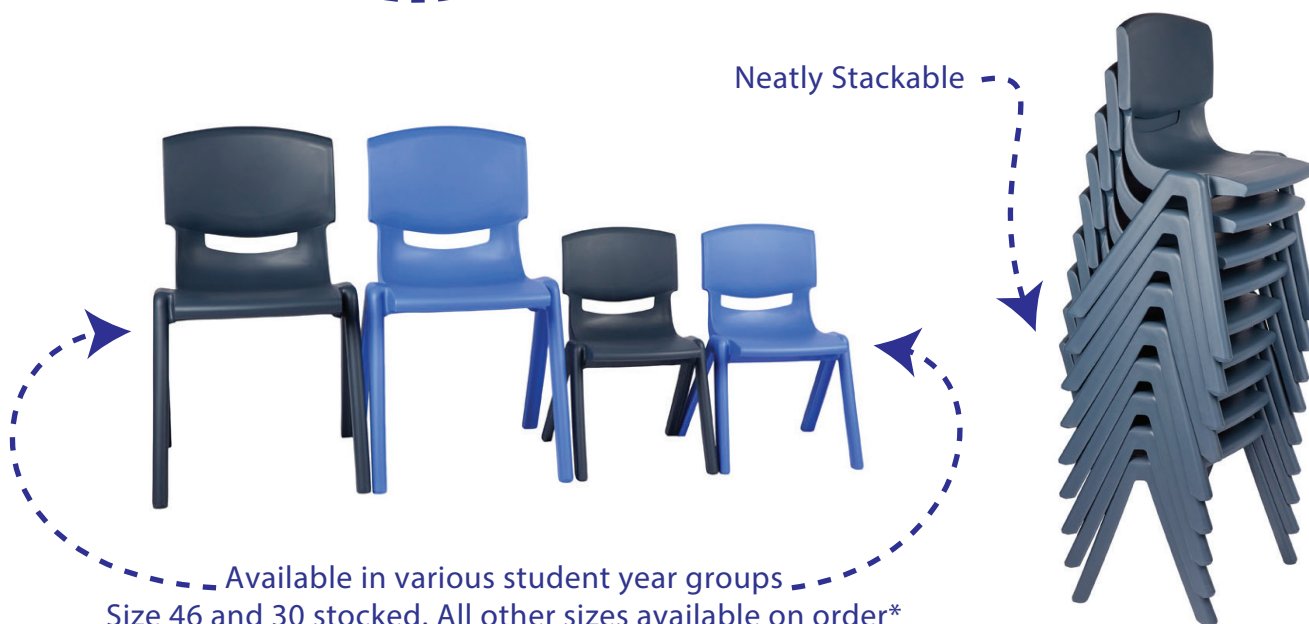 Neatly Stackable
Available in various student year groups
Size 46 and 30 stocked. All other sizes available on order*